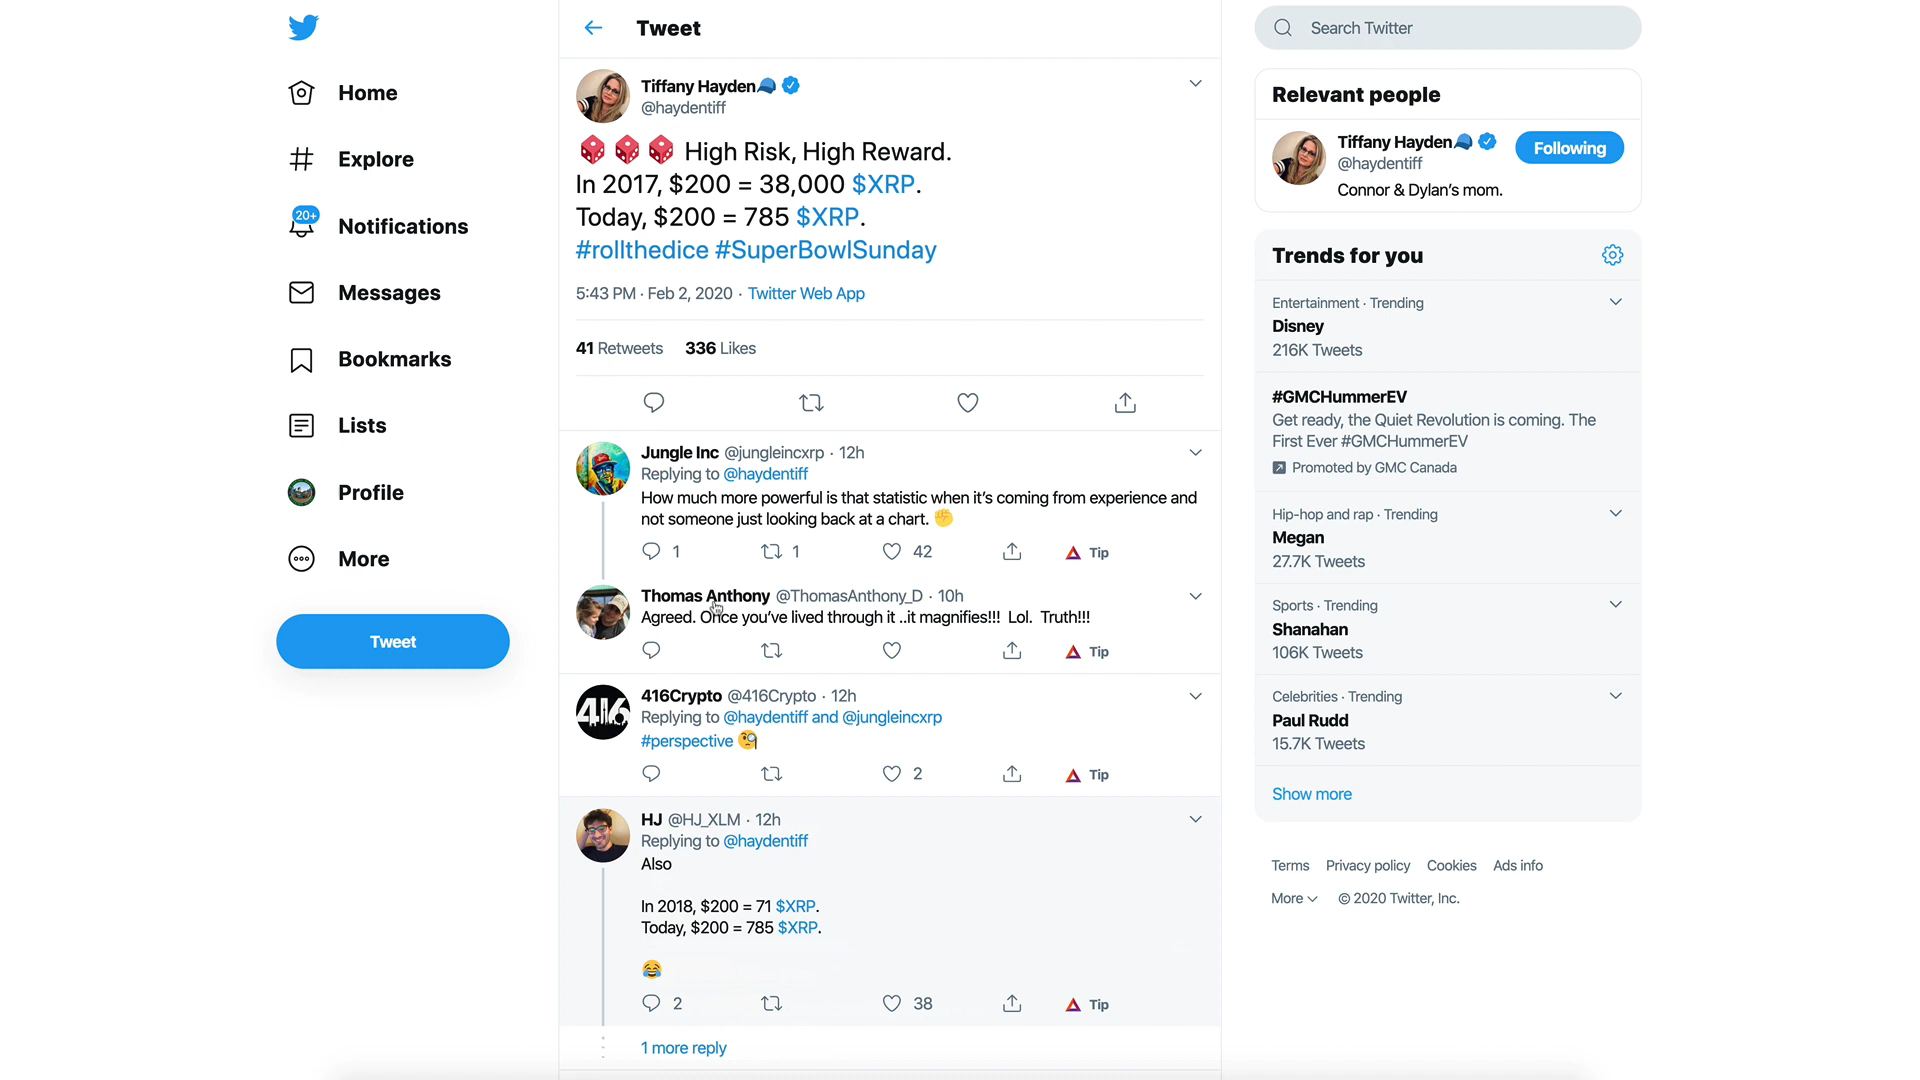 Home
Explore
20+
Notifications
Messages
Bookmarks
Lists
Profile
More
Tweet
Tweet
Tiffany Hayden
@haydentiff
High Risk, High Reward.
In 2017, $200 = 38,000 $XRP.
Today, $200 = 785 $XRP.
#rollthedice #SuperBowlSunday
5:43 PM · Feb 2, 2020 · Twitter Web App
41 Retweets 336 Likes
Jungle Inc @jungleincxrp · 12h
Replying to @haydentiff
How much more powerful is that statistic when it's coming from experience and
not someone just looking back at a chart.
1 1 42 Tip
Thomas Anthony @ThomasAnthony_D · 10h
Agreed. Once you've lived through it ..it magnifies!!! Lol. Truth!!!
Tip
416
416Crypto @416Crypto · 12h
Replying to @haydentiff and @jungleincxrp
#perspective
2 Tip
HJ @HJ_XLM · 12h
Replying to @haydentiff
Also
In 2018, $200 = 71 $XRP.
Today, $200 = 785 $XRP.
2 38 Tip
1 more reply
Search Twitter
Relevant people
Tiffany Hayden
@haydentiff
Following
Connor & Dylan's mom.
Trends for you
Entertainment · Trending
Disney
216K Tweets
#GMCHummerEV
Get ready, the Quiet Revolution is coming. The
First Ever #GMCHummerEV
Promoted by GMC Canada
Hip-hop and rap · Trending
Megan
27.7K Tweets
Sports · Trending
Shanahan
106K Tweets
Celebrities · Trending
Paul Rudd
15.7K Tweets
Show more
Terms Privacy policy Cookies Ads info
More © 2020 Twitter, Inc.